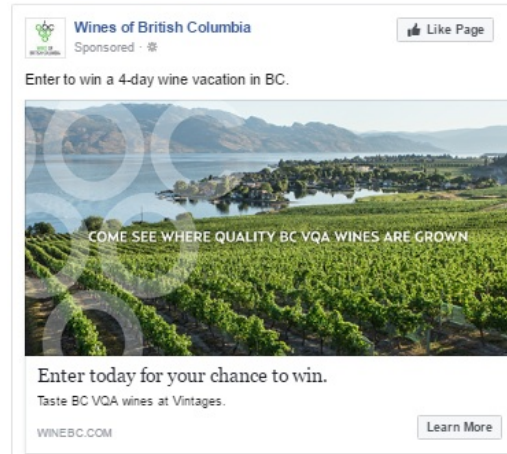 Wines of British Columbia
Sponsored ·
Like Page
Enter to win a 4-day wine vacation in BC.
COME SEE WHERE QUALITY BC VQA WINES ARE GROWN
Enter today for your chance to win.
Taste BC VQA wines at Vintages.
WINEBC.COM
Learn More